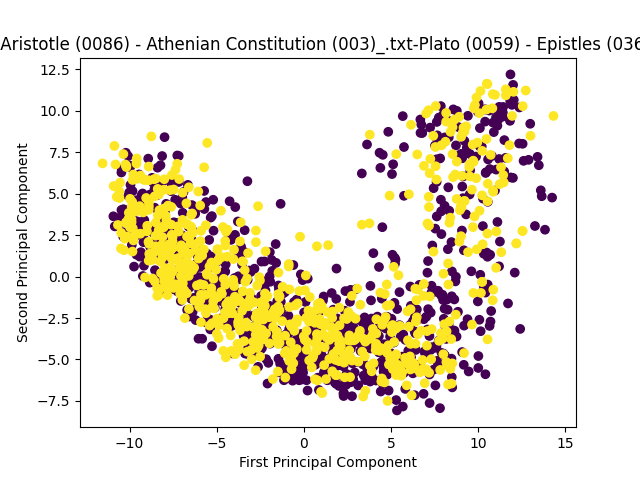 Aristotle (0086) - Athenian Constitution (003)_.txt-Plato (0059) - Epistles (036
12.5
10.0
7.5
5.0
2.5
0.0
−2.5
−5.0
−7.5
Second Principal Component
−10 −5 0 5 10 15
First Principal Component